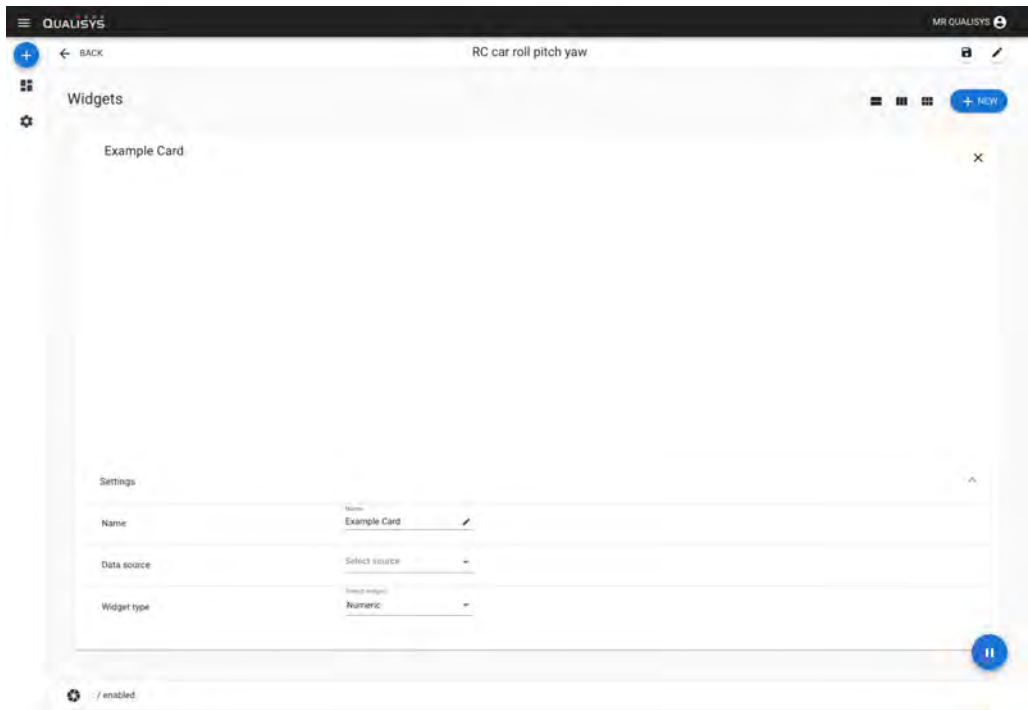 QUALISYS
MR QUALISYS
BACK
RC car roll pitch yaw
Widgets
+ NEW
Example Card
Settings
Name
Name
Example Card
Data source
Select source
Widget type
Select widget
Numeric
/ enabled